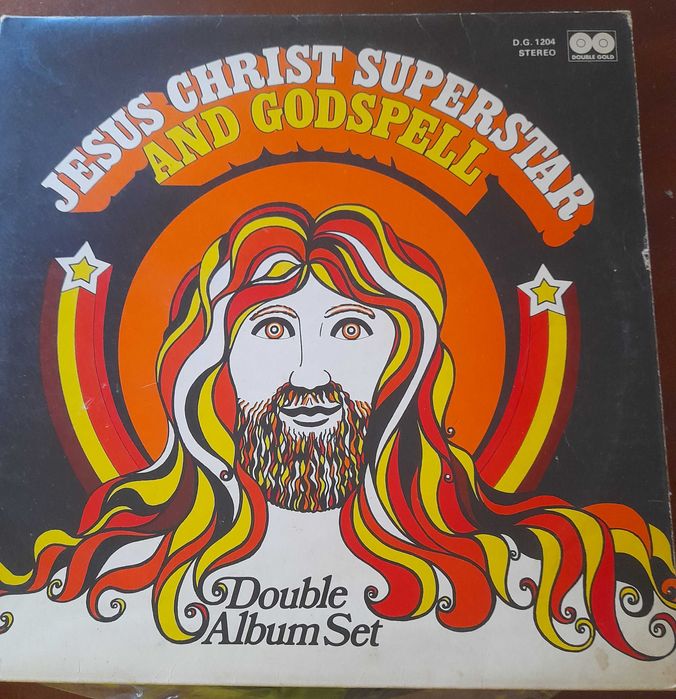 D.G. 1204
STEREO
DOUBLE GOLD
JESUS CHRIST SUPERSTAR
AND GODSPELL
Double
Album Set